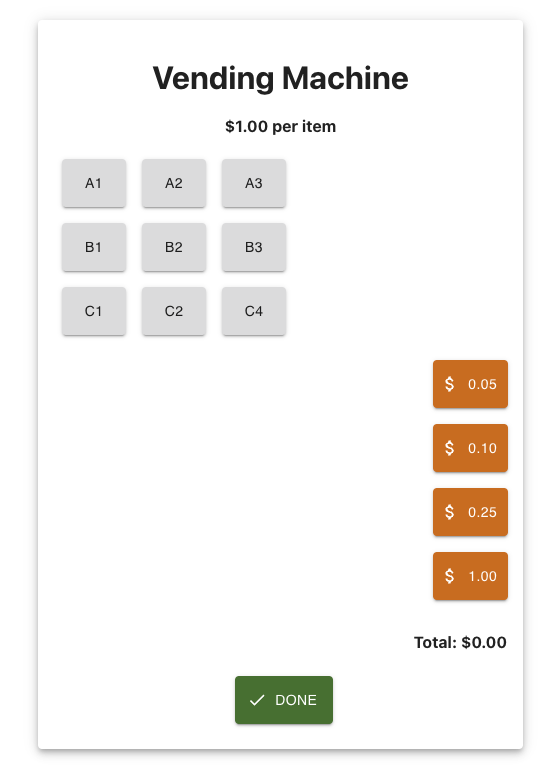 Vending Machine
$1.00 per item
A1 A2 A3
B1 B2 B3
C1 C2 C4
$ 0.05
$ 0.10
$ 0.25
$ 1.00
Total: $0.00
DONE